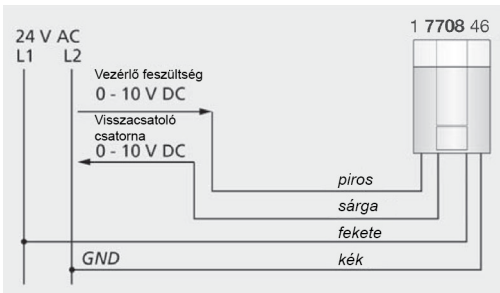 24 V AC
L1 L2
1 7708 46
Vezérlő feszültség
0 - 10 V DC
Visszacsatoló
csatorna
0 - 10 V DC
piros
sárga
fekete
GND
kék